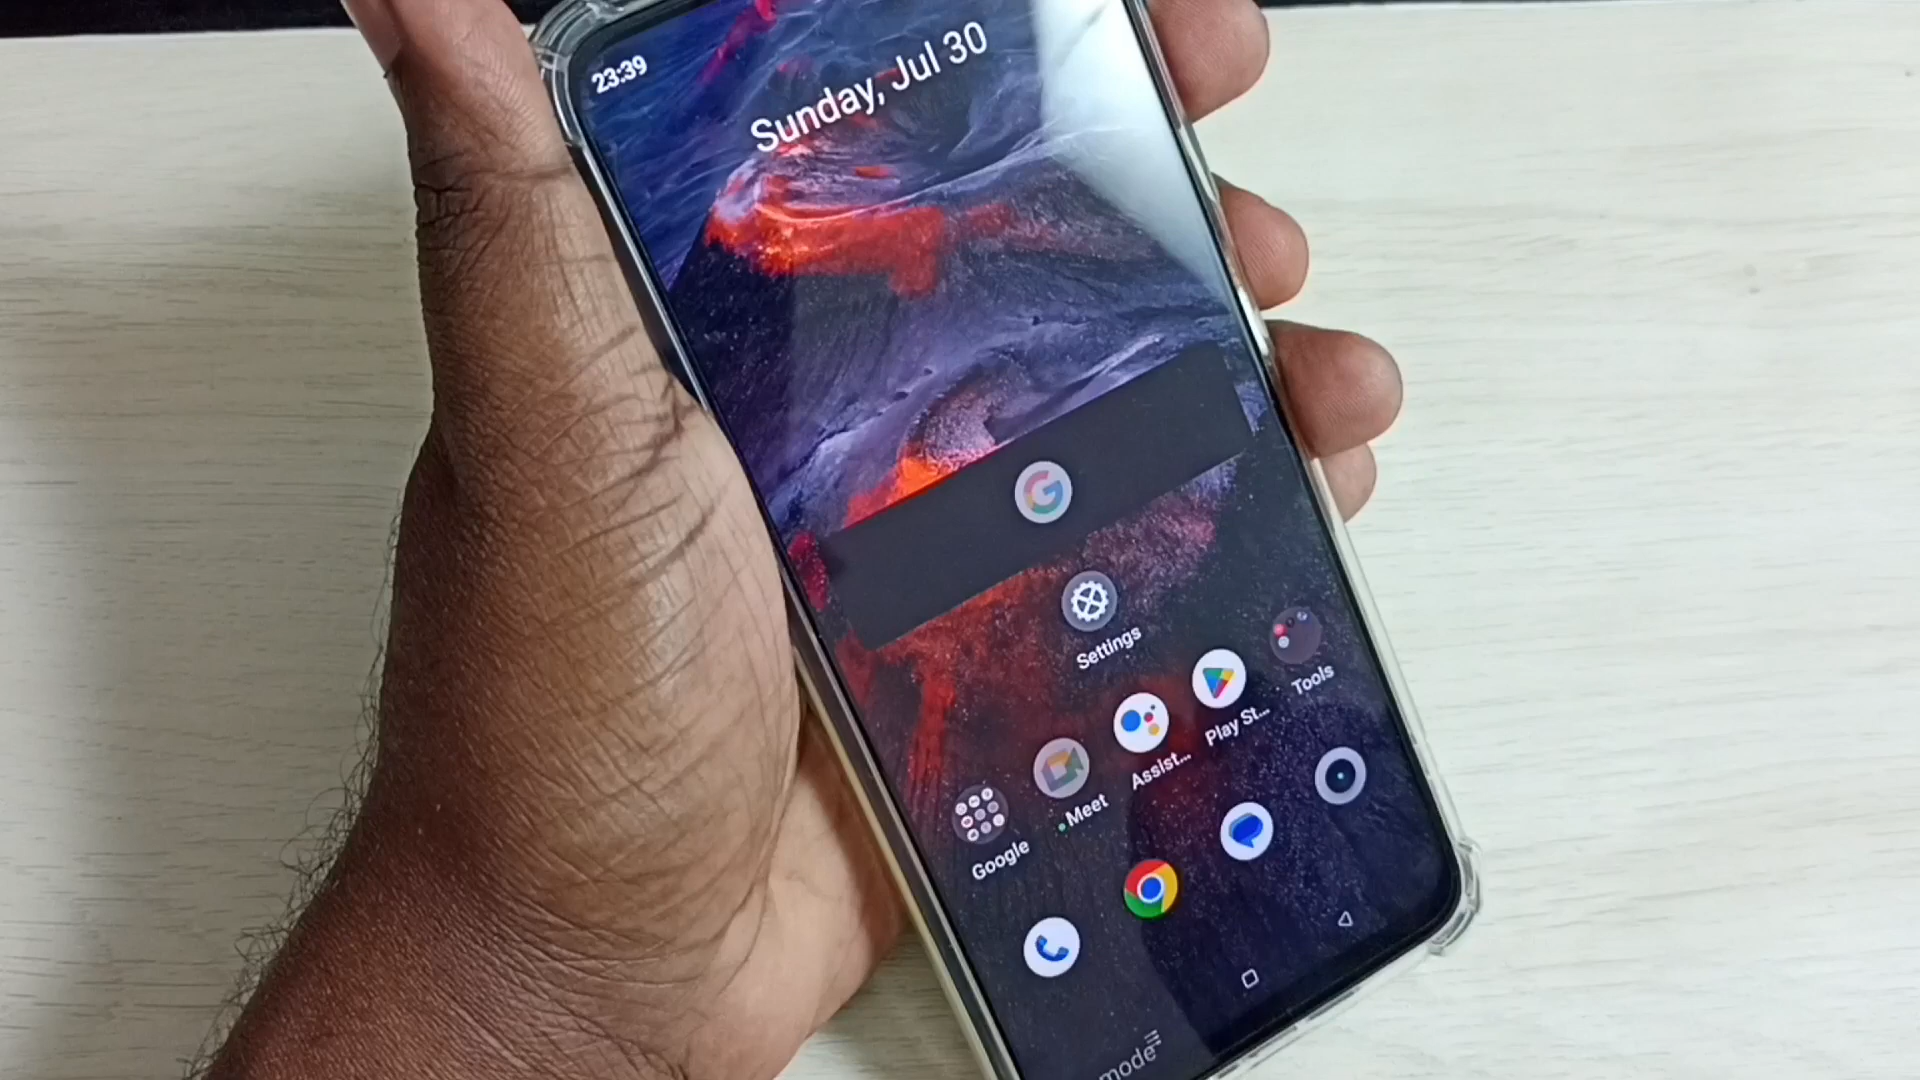 23:39
Sunday, Jul 30
Settings
Tools
Play St...
Assist...
Meet
Google
mode